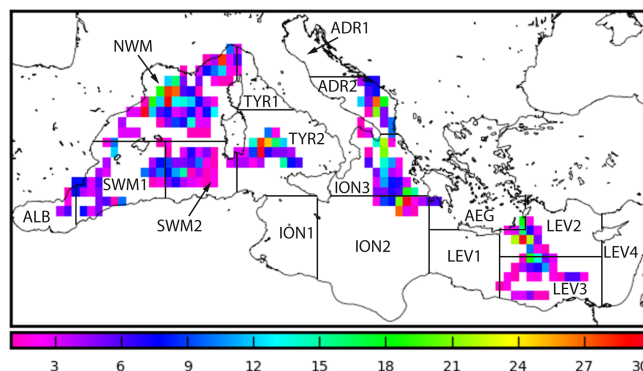 ADR1
NWM
ADR2
TYR1
TYR2
SWM1
ION3
ALB
SWM2
AEG
LEV2
ION1
ION2
LEV1
LEV4
LEV3
3 6 9 12 15 18 21 24 27 30